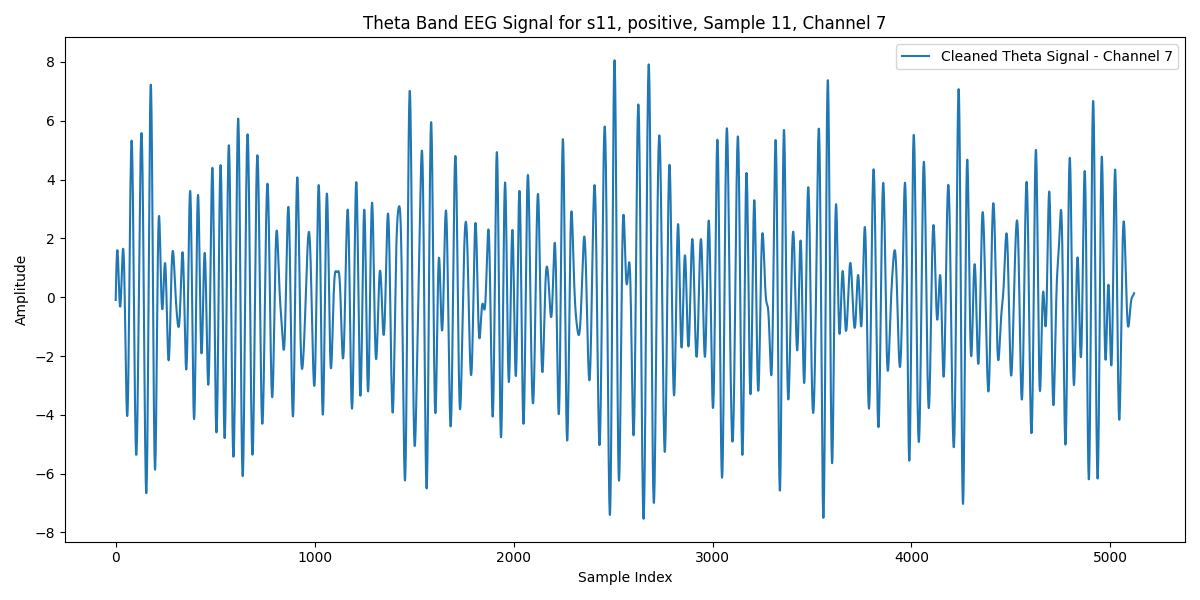 Theta Band EEG Signal for s11, positive, Sample 11, Channel 7
Cleaned Theta Signal - Channel 7
Amplitude
8
6
4
2
0
−2
−4
−6
−8
0 1000 2000 3000 4000 5000
Sample Index